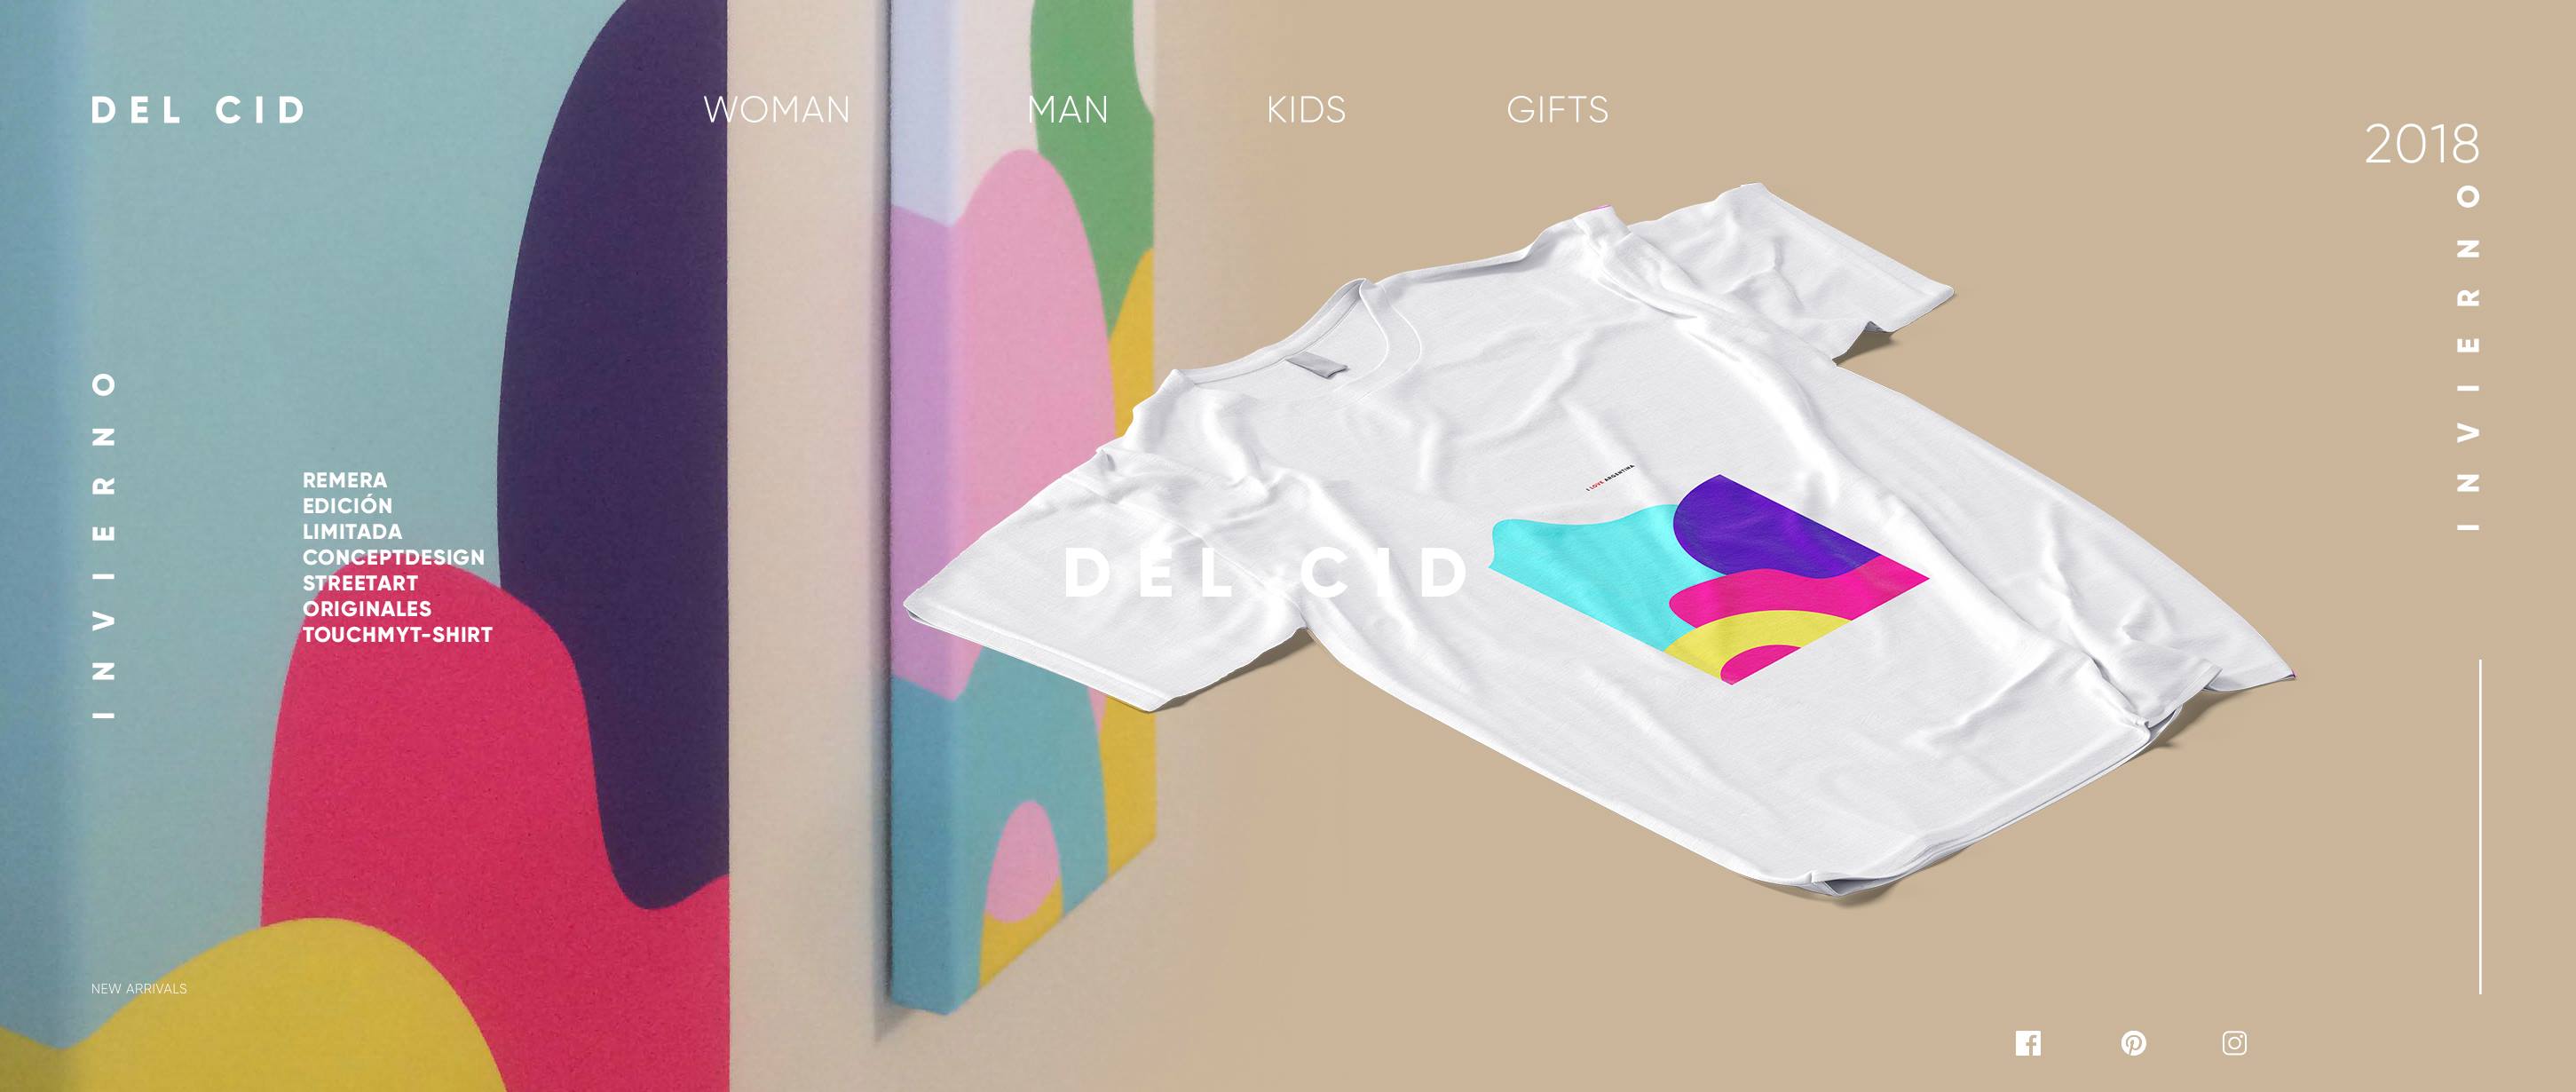 DEL CID
WOMAN
MAN
KIDS
GIFTS
2018
INVIERNO
INVIERNO
REMERA
EDICIÓN
LIMITADA
CONCEPTDESIGN
STREETART
ORIGINALES
TOUCHMYT-SHIRT
I LOVE ARGENTINA
DEL CID
NEW ARRIVALS